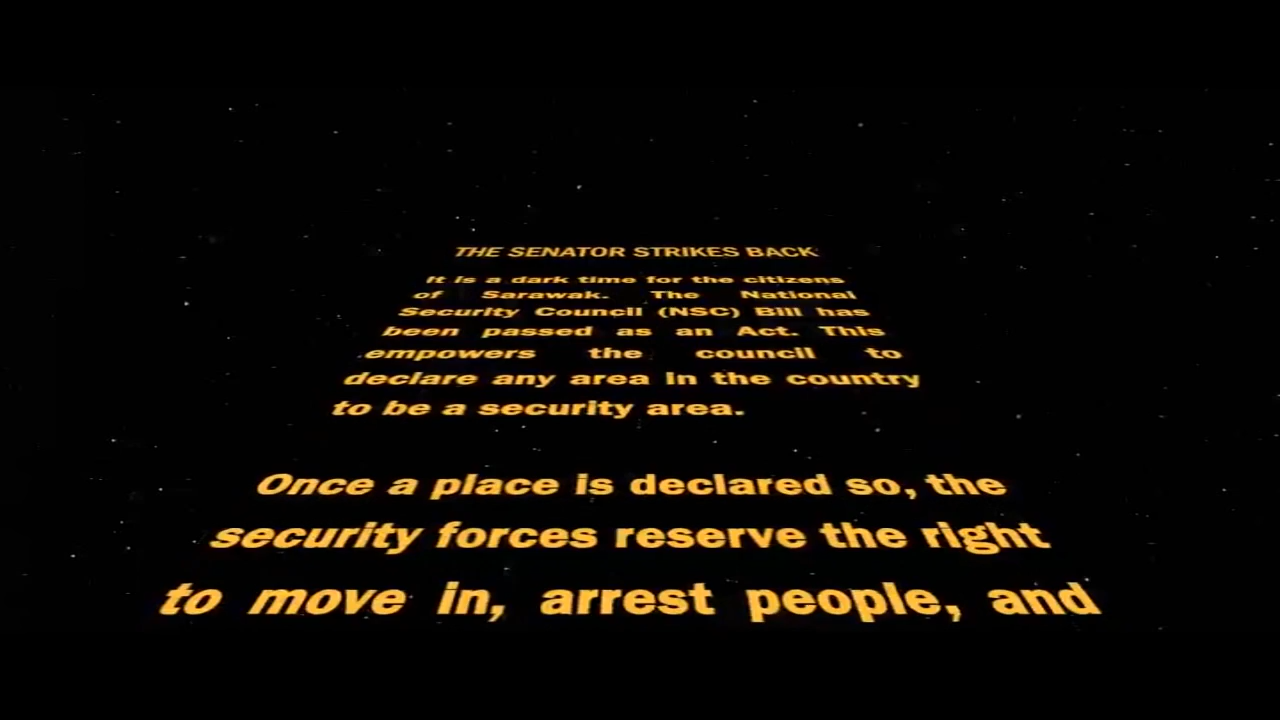 THE SENATOR STRIKES BACK
It is a dark time for the citizens
of Sarawak. The National
Security Council (NSC) Bill has
been passed as an Act. This
empowers the council to
declare any area in the country
to be a security area.
Once a place is declared so, the
security forces reserve the right
to move in, arrest people, and